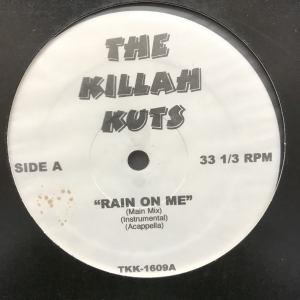 THE
KILLAH
KUTS
SIDE A
33 1/3 RPM
"RAIN ON ME"
(Main Mix)
(Instrumental)
(Acappella)
TKK-1609A